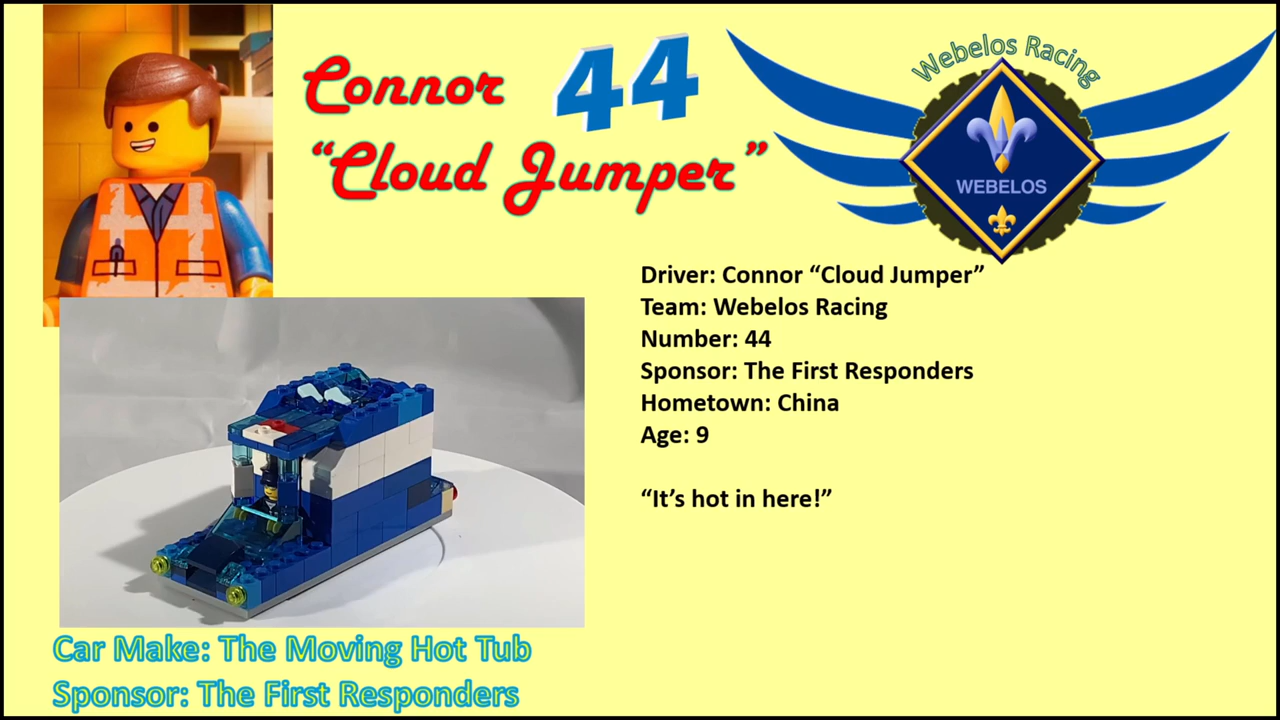 Connor 44
“Cloud Jumper”
Webelos Racing
WEBELOS
Driver: Connor “Cloud Jumper”
Team: Webelos Racing
Number: 44
Sponsor: The First Responders
Hometown: China
Age: 9
“It’s hot in here!”
Car Make: The Moving Hot Tub
Sponsor: The First Responders